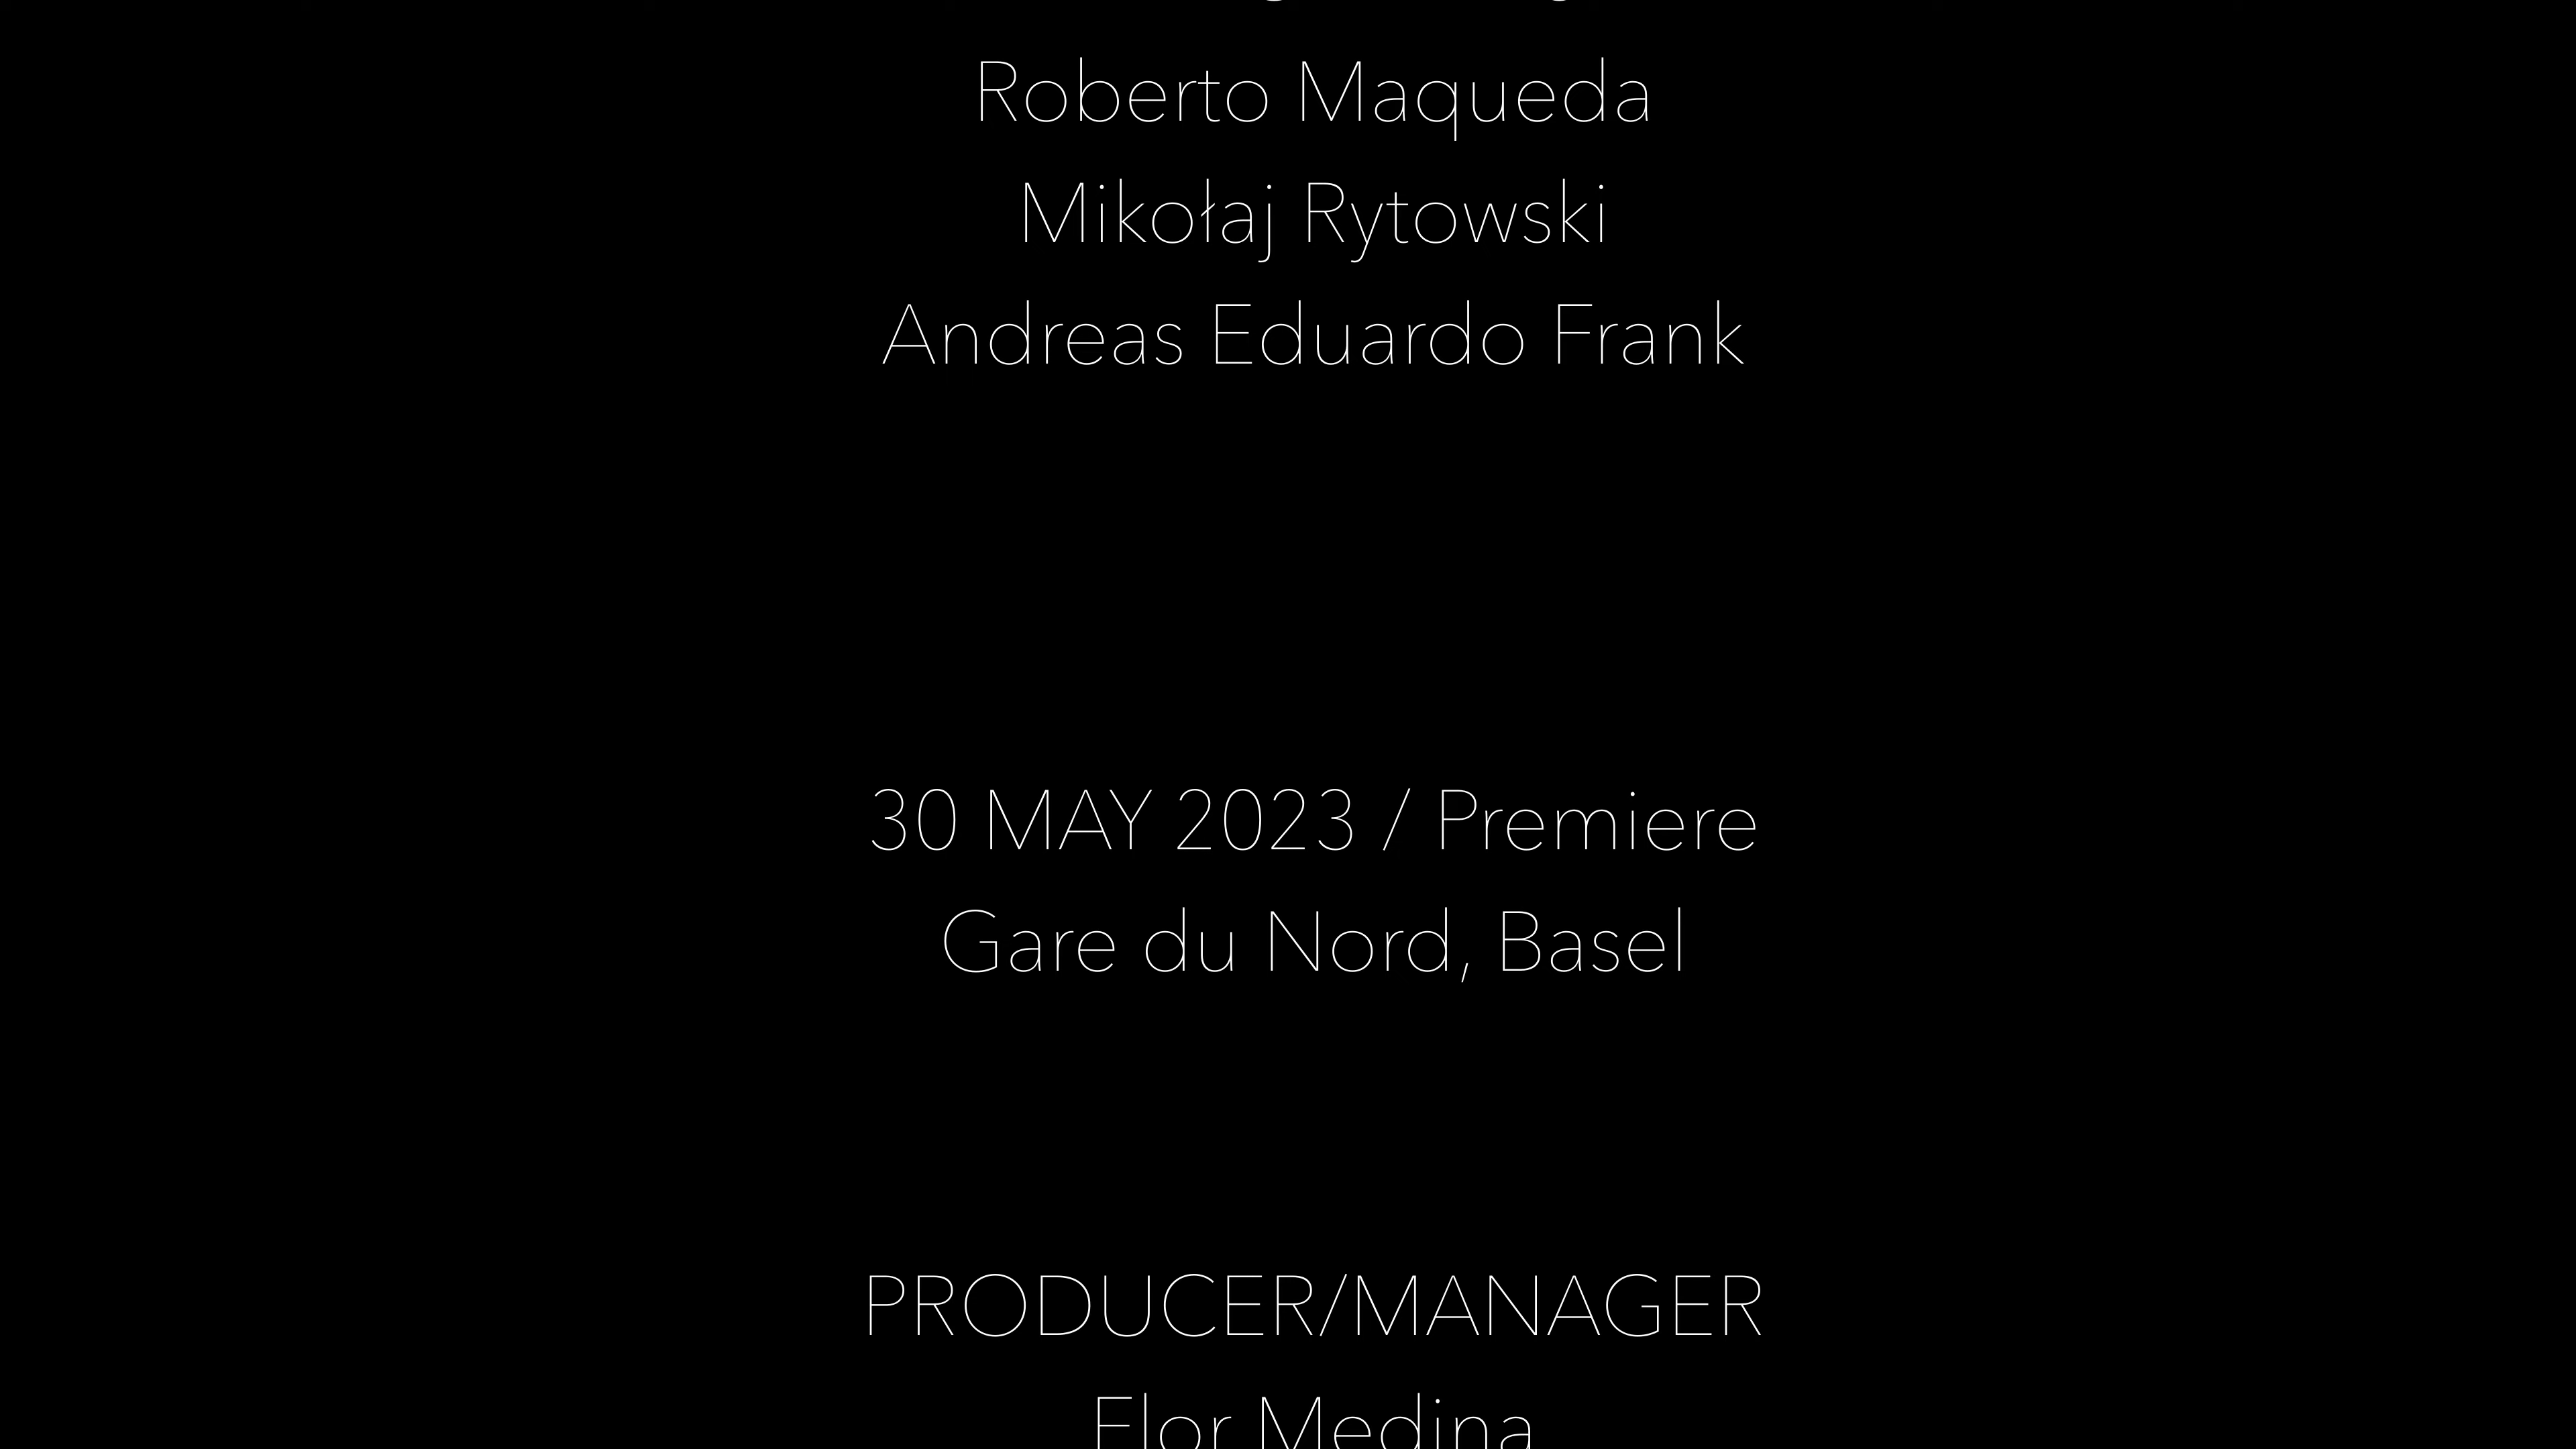 Roberto Maqueda
Mikołaj Rytowski
Andreas Eduardo Frank
30 MAY 2023 / Premiere
Gare du Nord, Basel
PRODUCER/MANAGER
Flor Medina